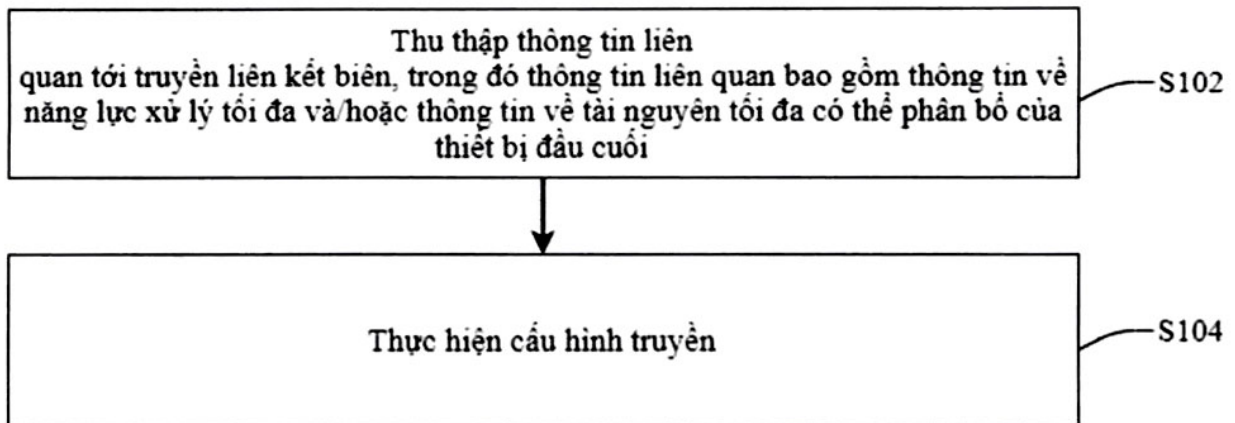 Thu thập thông tin liên
quan tới truyền liên kết biên, trong đó thông tin liên quan bao gồm thông tin về
năng lực xử lý tối đa và/hoặc thông tin về tài nguyên tối đa có thể phân bổ của
thiết bị đầu cuối
S102
Thực hiện cấu hình truyền
S104